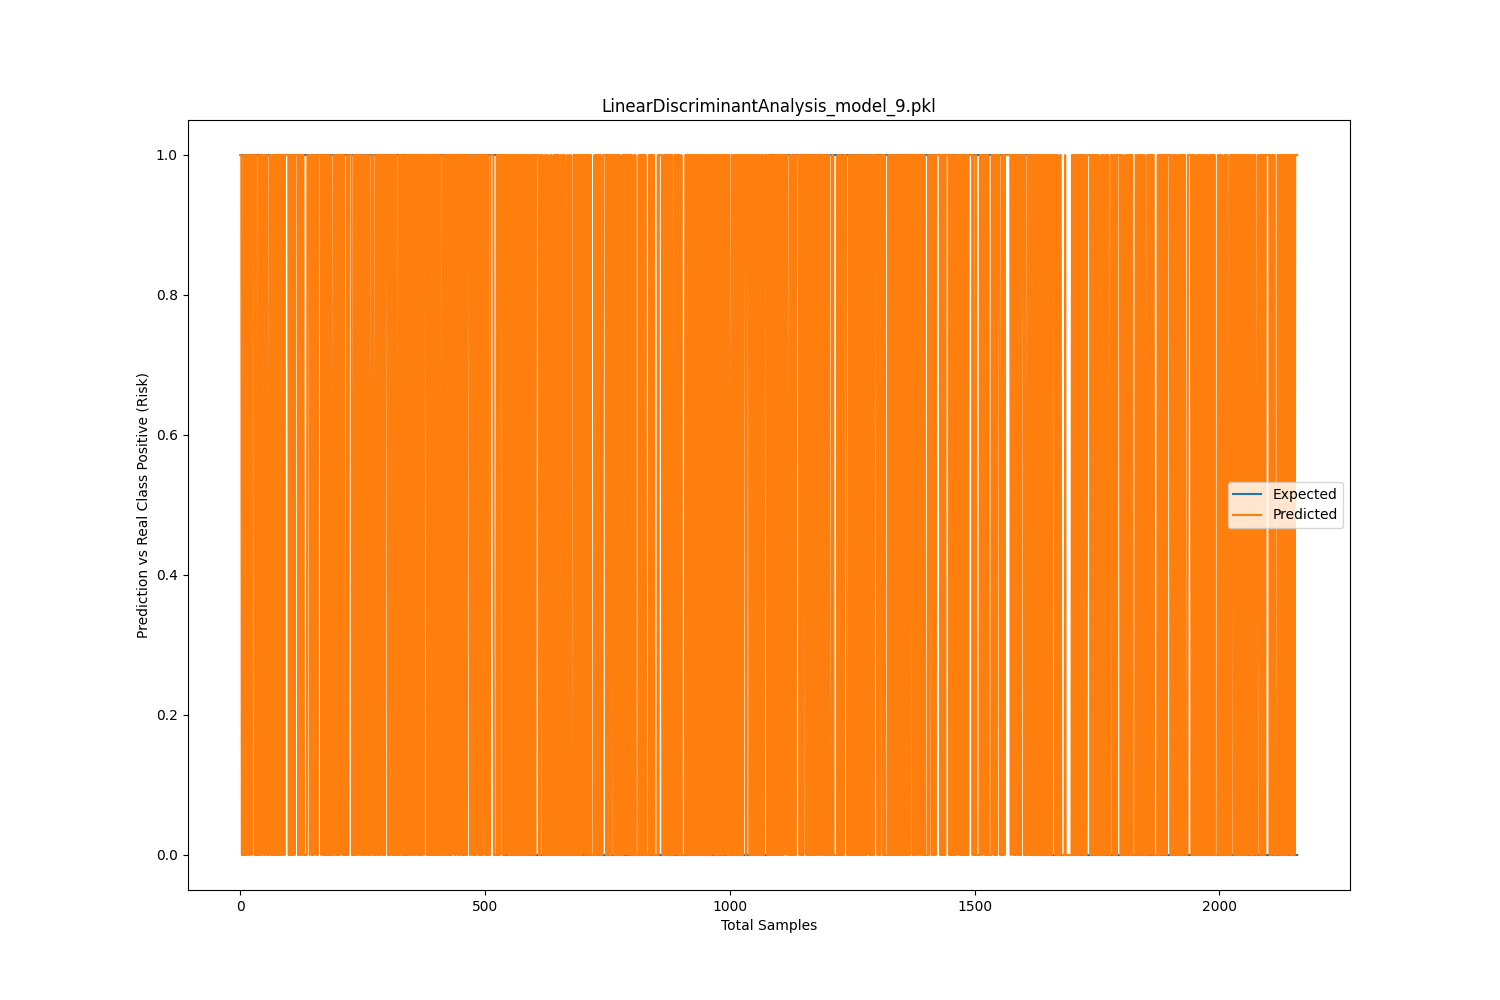 LinearDiscriminantAnalysis_model_9.pkl
1.0
0.8
0.6
0.4
0.2
0.0
Prediction vs Real Class Positive (Risk)
Expected
Predicted
0
500
1000
1500
2000
Total Samples